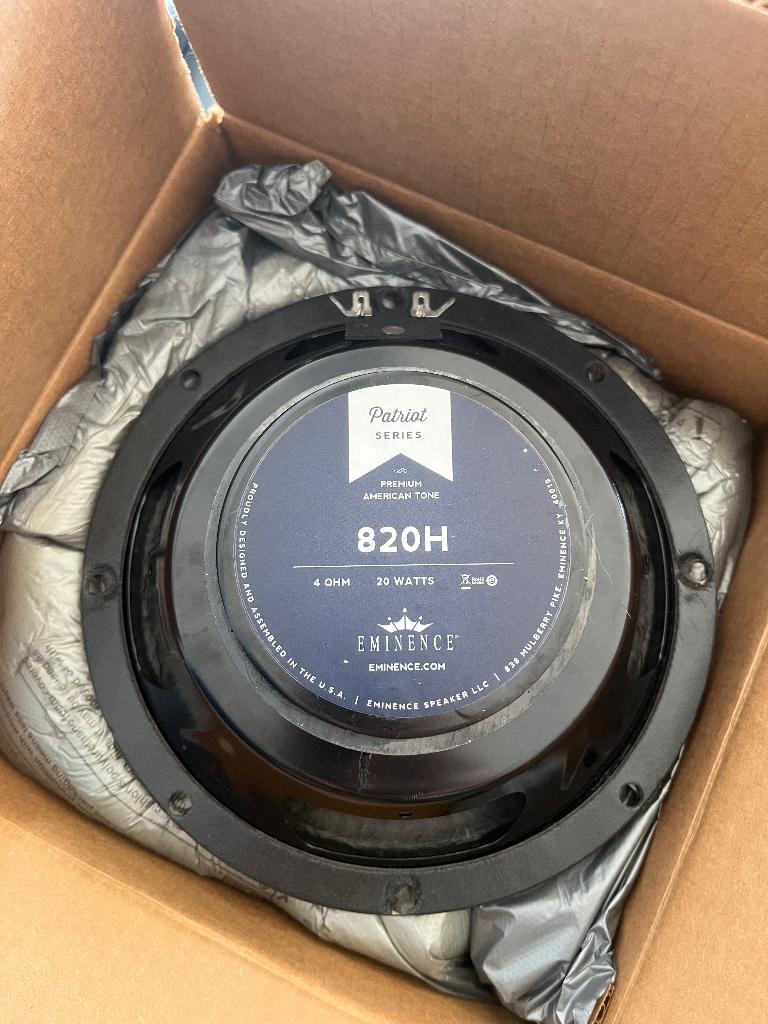 Patriot
SERIES
PREMIUM
AMERICAN TONE
820H
4 OHM 20 WATTS RoHS
EMINENCE
EMINENCE.COM
PROUDLY DESIGNED AND ASSEMBLED IN THE U.S.A. | EMINENCE SPEAKER LLC | 838 MULBERRY PIKE, EMINENCE KY 40019